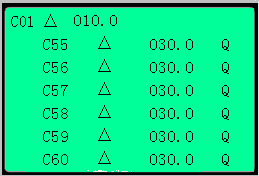 C01 △ 010.0
C55 △ 030.0 Q
C56 △ 030.0 Q
C57 △ 030.0 Q
C58 △ 030.0 Q
C59 △ 030.0 Q
C60 △ 030.0 Q